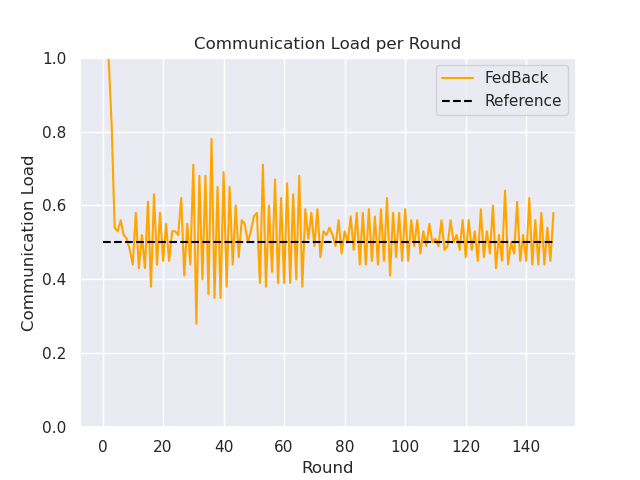 Communication Load per Round
FedBack
Reference
Communication Load
1.0
0.8
0.6
0.4
0.2
0.0
0 20 40 60 80 100 120 140
Round